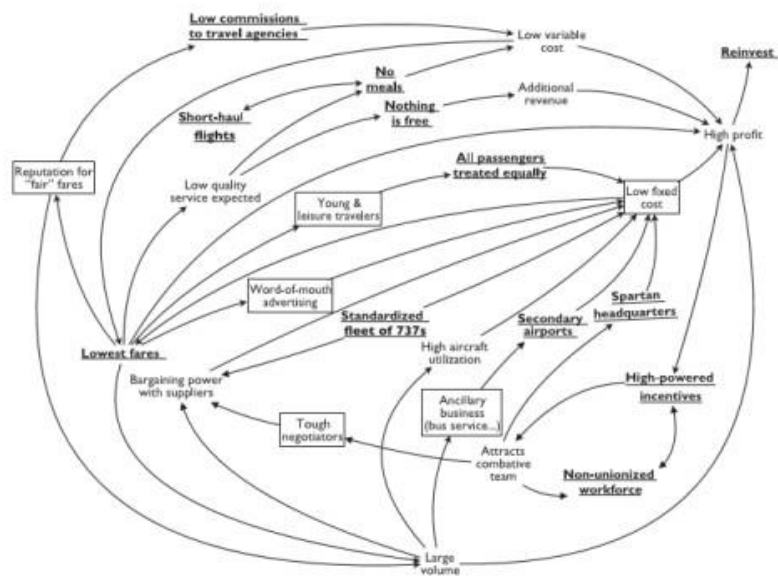 Low commissions
to travel agencies
Low variable
cost
Reinvest
No
meals
Additional
revenue
Short-haul
flights
Nothing
is free
High profit
All passengers
treated equally
Reputation for
"fair" fares
Low quality
service expected
Young &
leisure travelers
Low fixed
cost
Word-of-mouth
advertising
Standardized
fleet of 737s
Secondary
airports
Spartan
headquarters
Lowest fares
High aircraft
utilization
Bargaining power
with suppliers
High-powered
incentives
Ancillary
business
(bus service...)
Tough
negotiators
Attracts
combative
team
Non-unionized
workforce
Large
volume